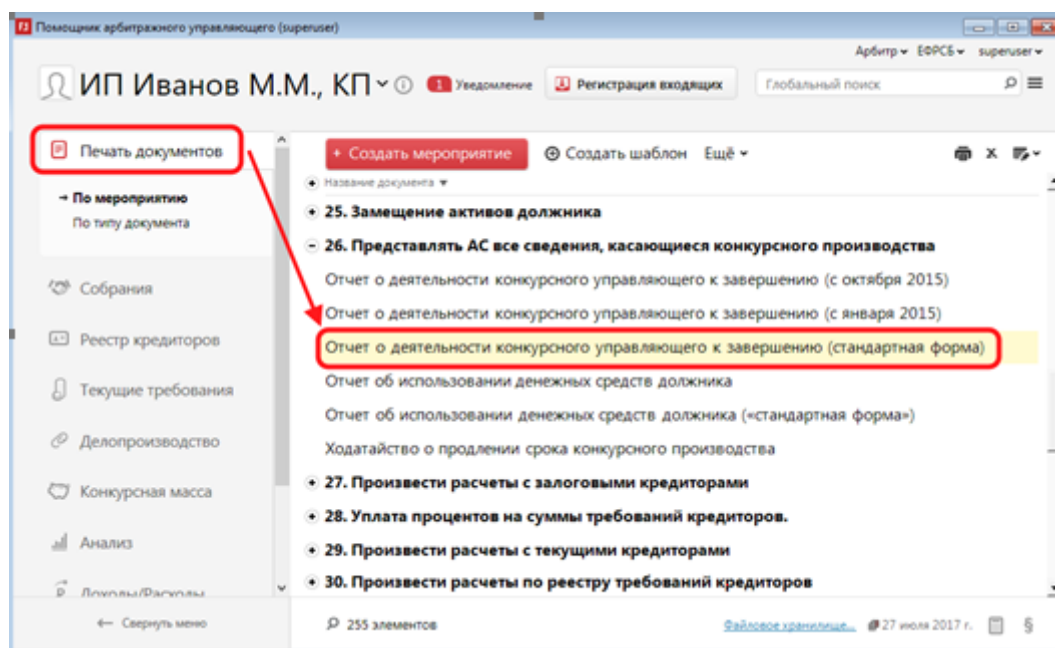 Помощник арбитражного управляющего (superuser)
Арбитр ЕФРСБ superuser
ИП Иванов М.М., КП 1 Уведомление Регистрация входящих Глобальный поиск
Печать документов
→ По мероприятию
По типу документа
Собрания
Реестр кредиторов
Текущие требования
Делопроизводство
Конкурсная масса
Анализ
Доходы/Расходы
← Свернуть меню
+ Создать мероприятие Создать шаблон Ещё
Название документа
25. Замещение активов должника
26. Представлять АС все сведения, касающиеся конкурсного производства
Отчет о деятельности конкурсного управляющего к завершению (с октября 2015)
Отчет о деятельности конкурсного управляющего к завершению (с января 2015)
Отчет о деятельности конкурсного управляющего к завершению (стандартная форма)
Отчет об использовании денежных средств должника
Отчет об использовании денежных средств должника («стандартная форма»)
Ходатайство о продлении срока конкурсного производства
27. Произвести расчеты с залоговыми кредиторами
28. Уплата процентов на суммы требований кредиторов.
29. Произвести расчеты с текущими кредиторами
30. Произвести расчеты по реестру требований кредиторов
255 элементов Файловое хранилище... 27 июля 2017 г. §